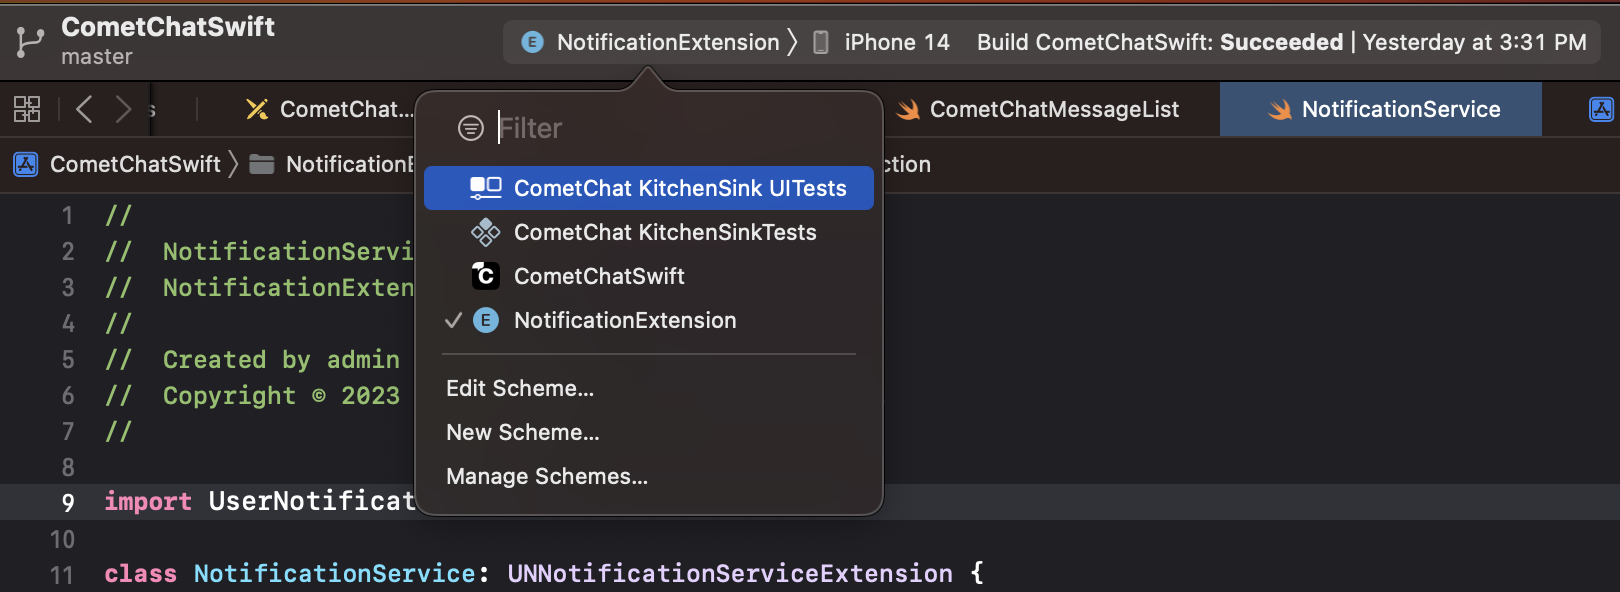 CometChatSwift
master
E NotificationExtension 〉 iPhone 14 Build CometChatSwift: Succeeded | Yesterday at 3:31 PM
s CometChat... CometChatMessageList NotificationService
CometChatSwift 〉 NotificationE ction
Filter
CometChat KitchenSink UITests
CometChat KitchenSinkTests
C CometChatSwift
✓ E NotificationExtension
Edit Scheme...
New Scheme...
Manage Schemes...
1 //
2 // NotificationServi
3 // NotificationExten
4 //
5 // Created by admin
6 // Copyright © 2023
7 //
8
9 import UserNotificat
10
11 class NotificationService: UNNotificationServiceExtension {